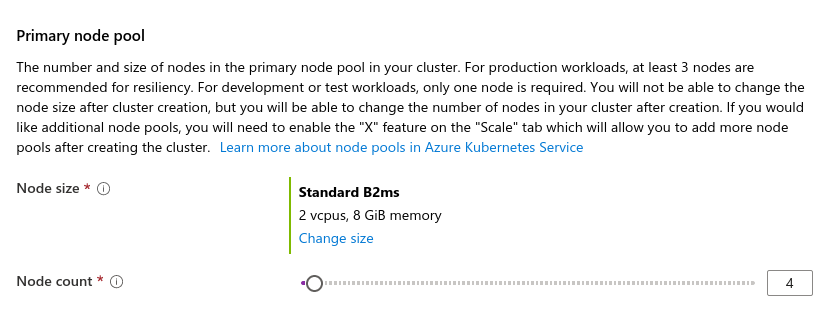 Primary node pool
The number and size of nodes in the primary node pool in your cluster. For production workloads, at least 3 nodes are
recommended for resiliency. For development or test workloads, only one node is required. You will not be able to change the
node size after cluster creation, but you will be able to change the number of nodes in your cluster after creation. If you would
like additional node pools, you will need to enable the "X" feature on the "Scale" tab which will allow you to add more node
pools after creating the cluster. Learn more about node pools in Azure Kubernetes Service
Node size *
Standard B2ms
2 vcpus, 8 GiB memory
Change size
Node count *
4